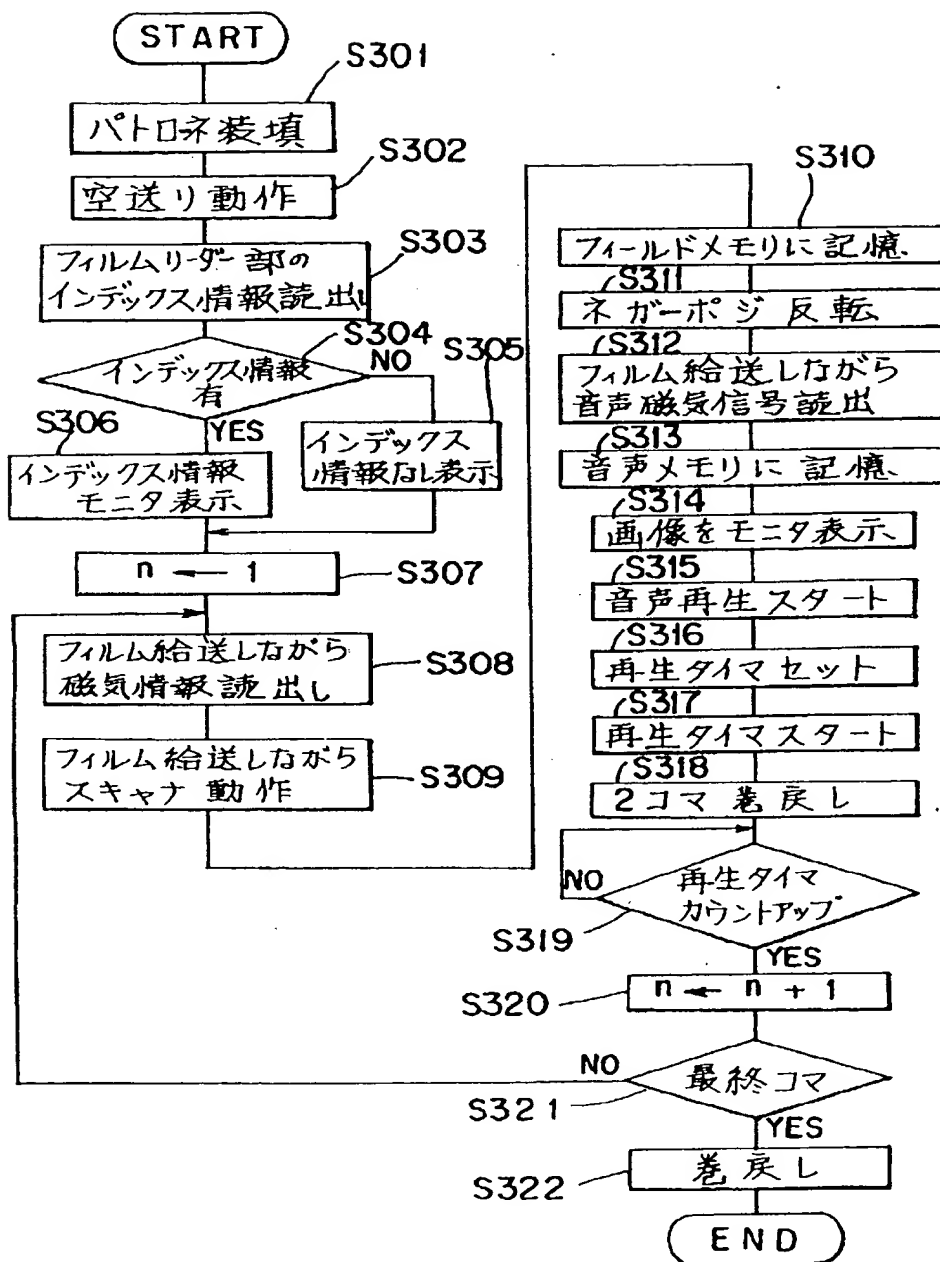 START
S301
パトローネ装填
S302
空送り動作
S303
フィルムリーダー部の
インデックス情報読出し
S304
インデックス情報
有
NO
S305
YES
インデックス
情報なし表示
S306
インデックス情報
モニタ表示
n ← 1
S307
フィルム給送しながら
磁気情報読出し
S308
フィルム給送しながら
スキャナ動作
S309
S310
フィールドメモリに記憶
S311
ネガーポジ反転
S312
フィルム給送しながら
音声磁気信号読出
S313
音声メモリに記憶
S314
画像をモニタ表示
S315
音声再生スタート
S316
再生タイマセット
S317
再生タイマスタート
S318
2コマ巻戻し
NO
再生タイマ
カウントアップ
S319
YES
n ← n + 1
S320
NO
最終コマ
S321
YES
巻戻し
S322
END